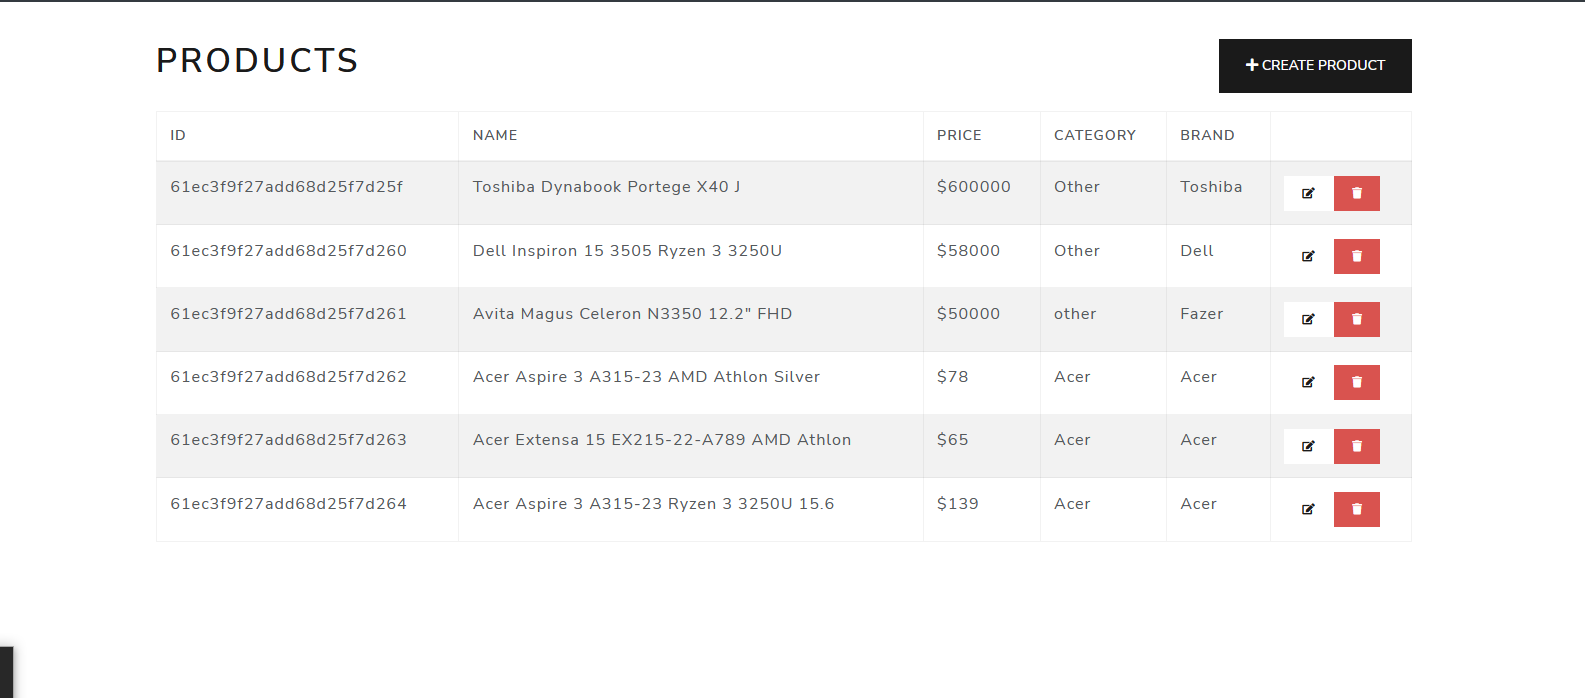 PRODUCTS
CREATE PRODUCT
ID NAME PRICE CATEGORY BRAND
61ec3f9f27add68d25f7d25f Toshiba Dynabook Portege X40 J $600000 Other Toshiba
61ec3f9f27add68d25f7d260 Dell Inspiron 15 3505 Ryzen 3 3250U $58000 Other Dell
61ec3f9f27add68d25f7d261 Avita Magus Celeron N3350 12.2" FHD $50000 other Fazer
61ec3f9f27add68d25f7d262 Acer Aspire 3 A315-23 AMD Athlon Silver $78 Acer Acer
61ec3f9f27add68d25f7d263 Acer Extensa 15 EX215-22-A789 AMD Athlon $65 Acer Acer
61ec3f9f27add68d25f7d264 Acer Aspire 3 A315-23 Ryzen 3 3250U 15.6 $139 Acer Acer